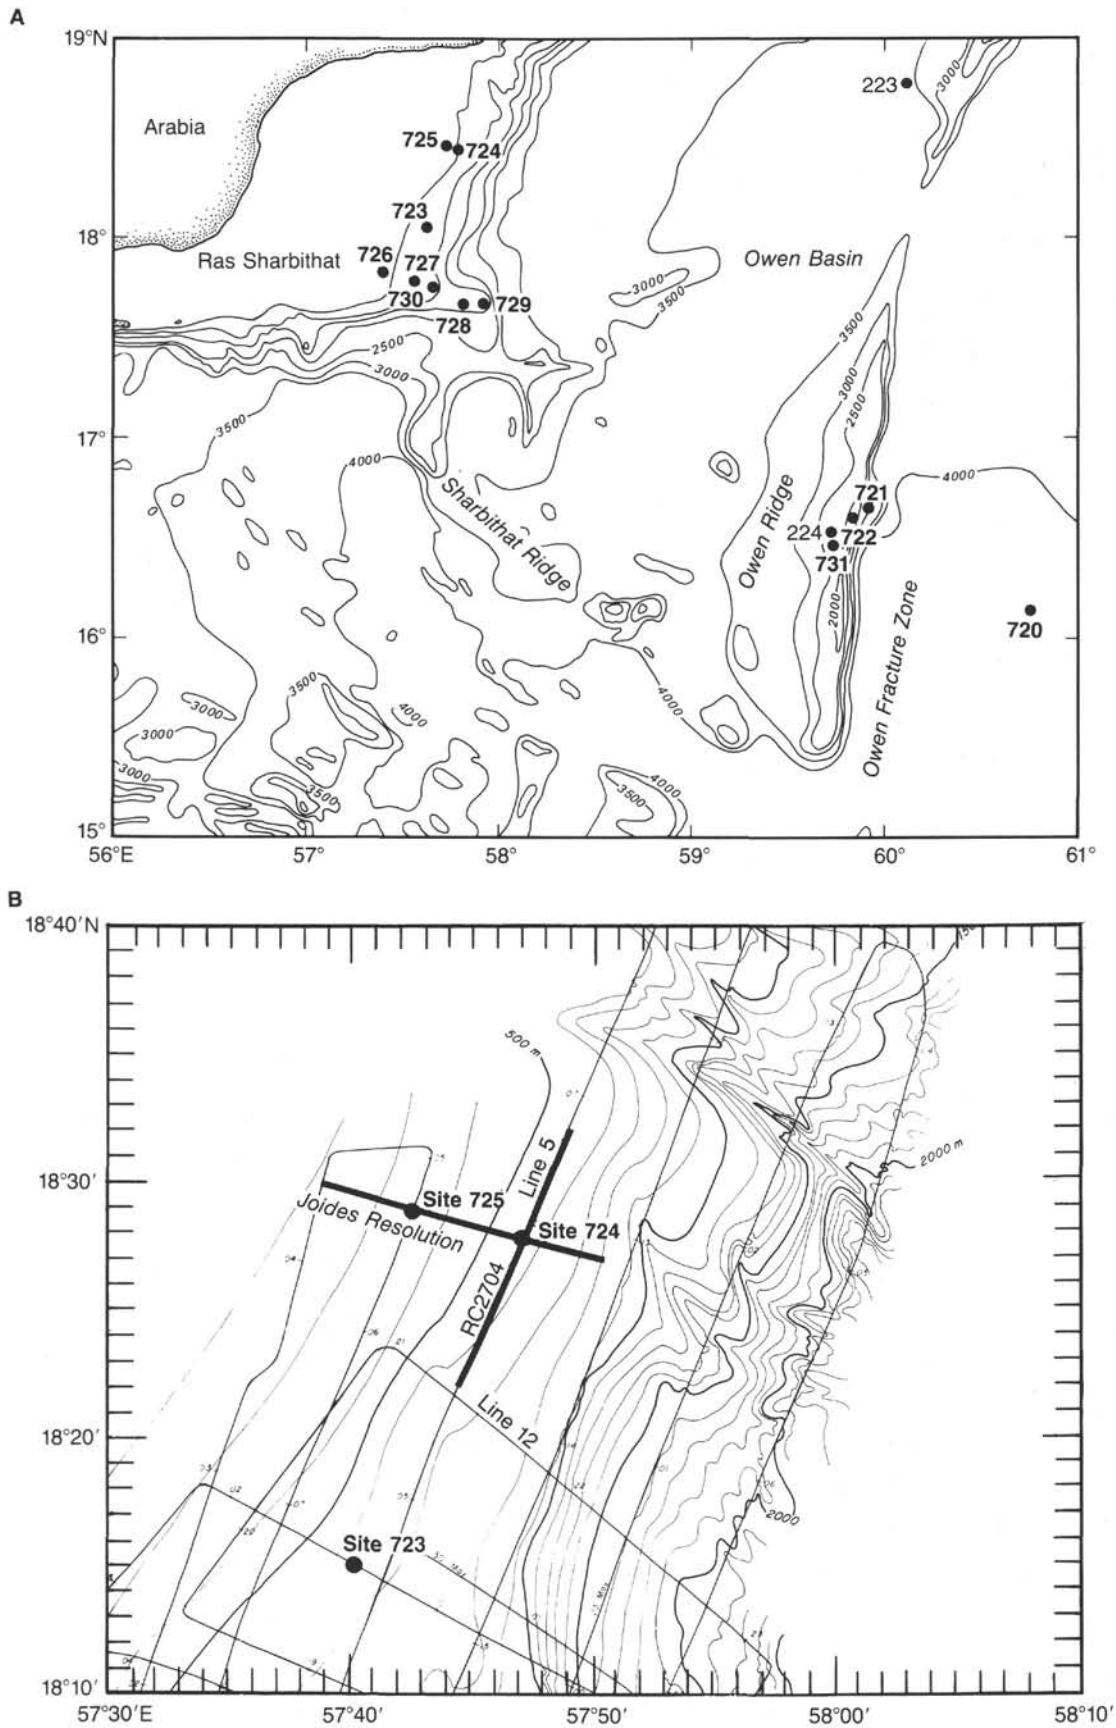 A
19°N
Arabia
223
3000
725
724
723
18°
726
727
Ras Sharbithat
Owen Basin
730
729
728
3000
3500
3500
2500
3000
3000
2500
3500
17°
4000
4000
721
Sharbithat Ridge
Owen Ridge
224
722
731
2000
720
16°
Owen Fracture Zone
3500
4000
3000
4000
3000
3000
3500
4000
3500
15°
56°E
57°
58°
59°
60°
61°
B
18°40'N
500 m
2000 m
18°30'
Line 5
Site 725
Joides Resolution
Site 724
RC2704
Line 12
18°20'
2000
Site 723
18°10'
57°30'E
57°40'
57°50'
58°00'
58°10'